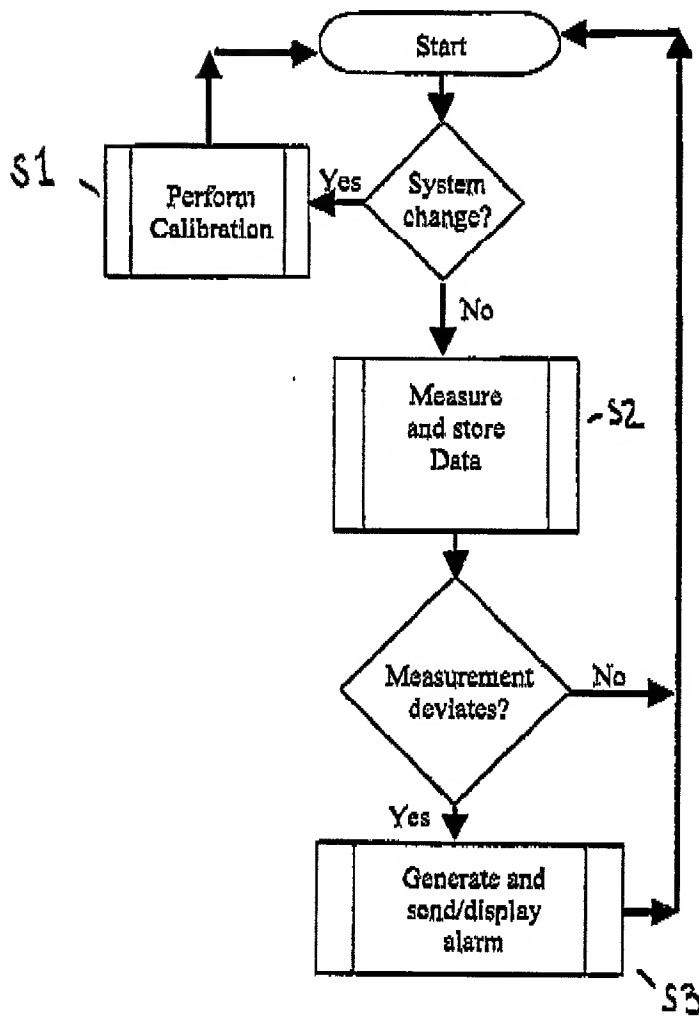 Start
S1
Perform
Calibration
Yes
System
change?
No
Measure
and store
Data
S2
Measurement
deviates?
No
Yes
Generate and
send/display
alarm
S3